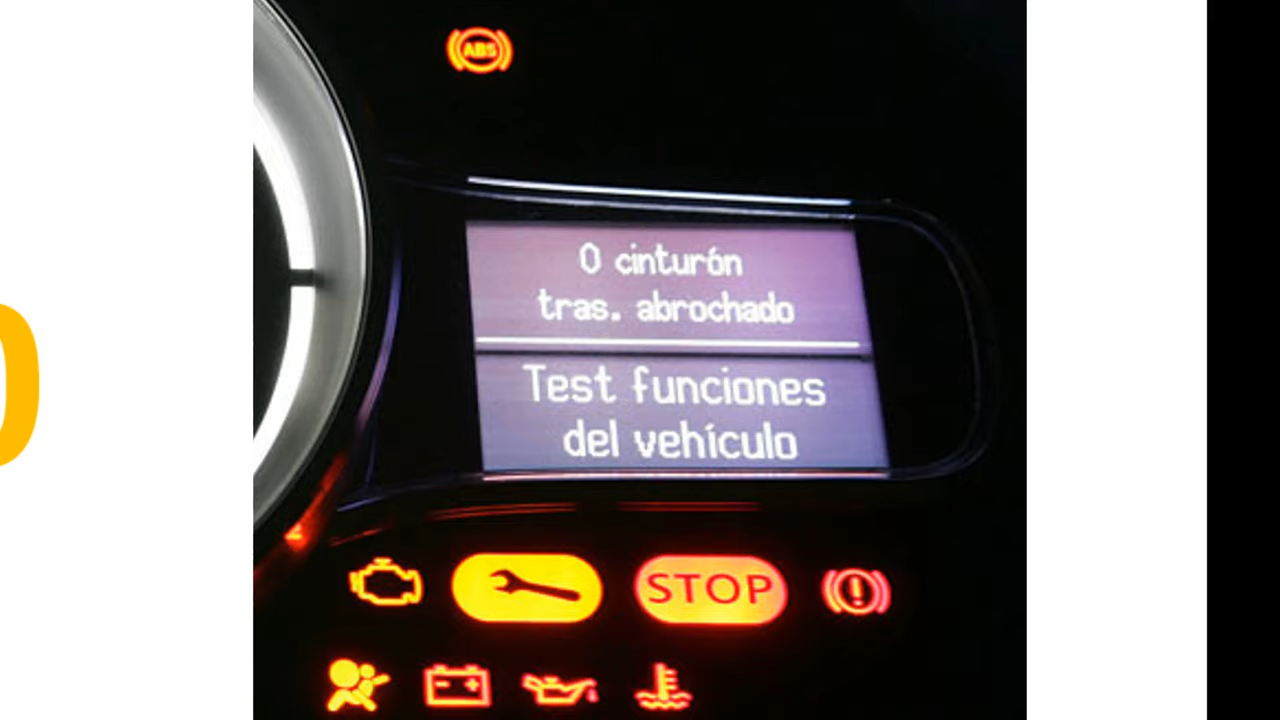 ABS
0 cinturón
tras. abrochado
Test funciones
del vehículo
STOP